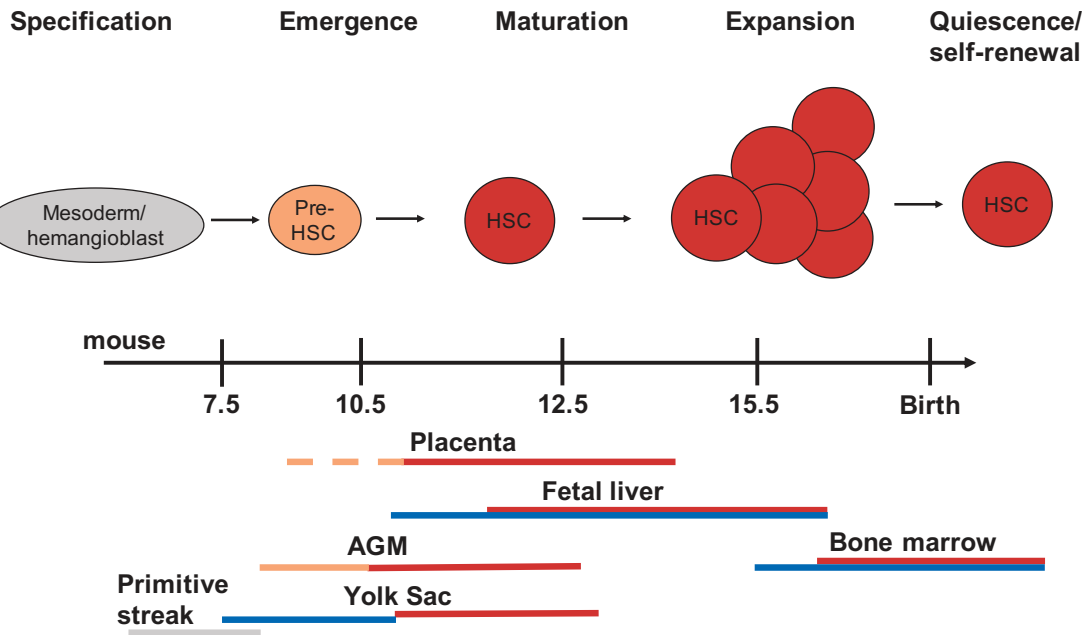 Specification
Emergence
Maturation
Expansion
Quiescence/
self-renewal
Mesoderm/
hemangioblast
Pre-
HSC
HSC
HSC
HSC
mouse
7.5
10.5
12.5
15.5
Birth
Placenta
Fetal liver
AGM
Bone marrow
Primitive
streak
Yolk Sac